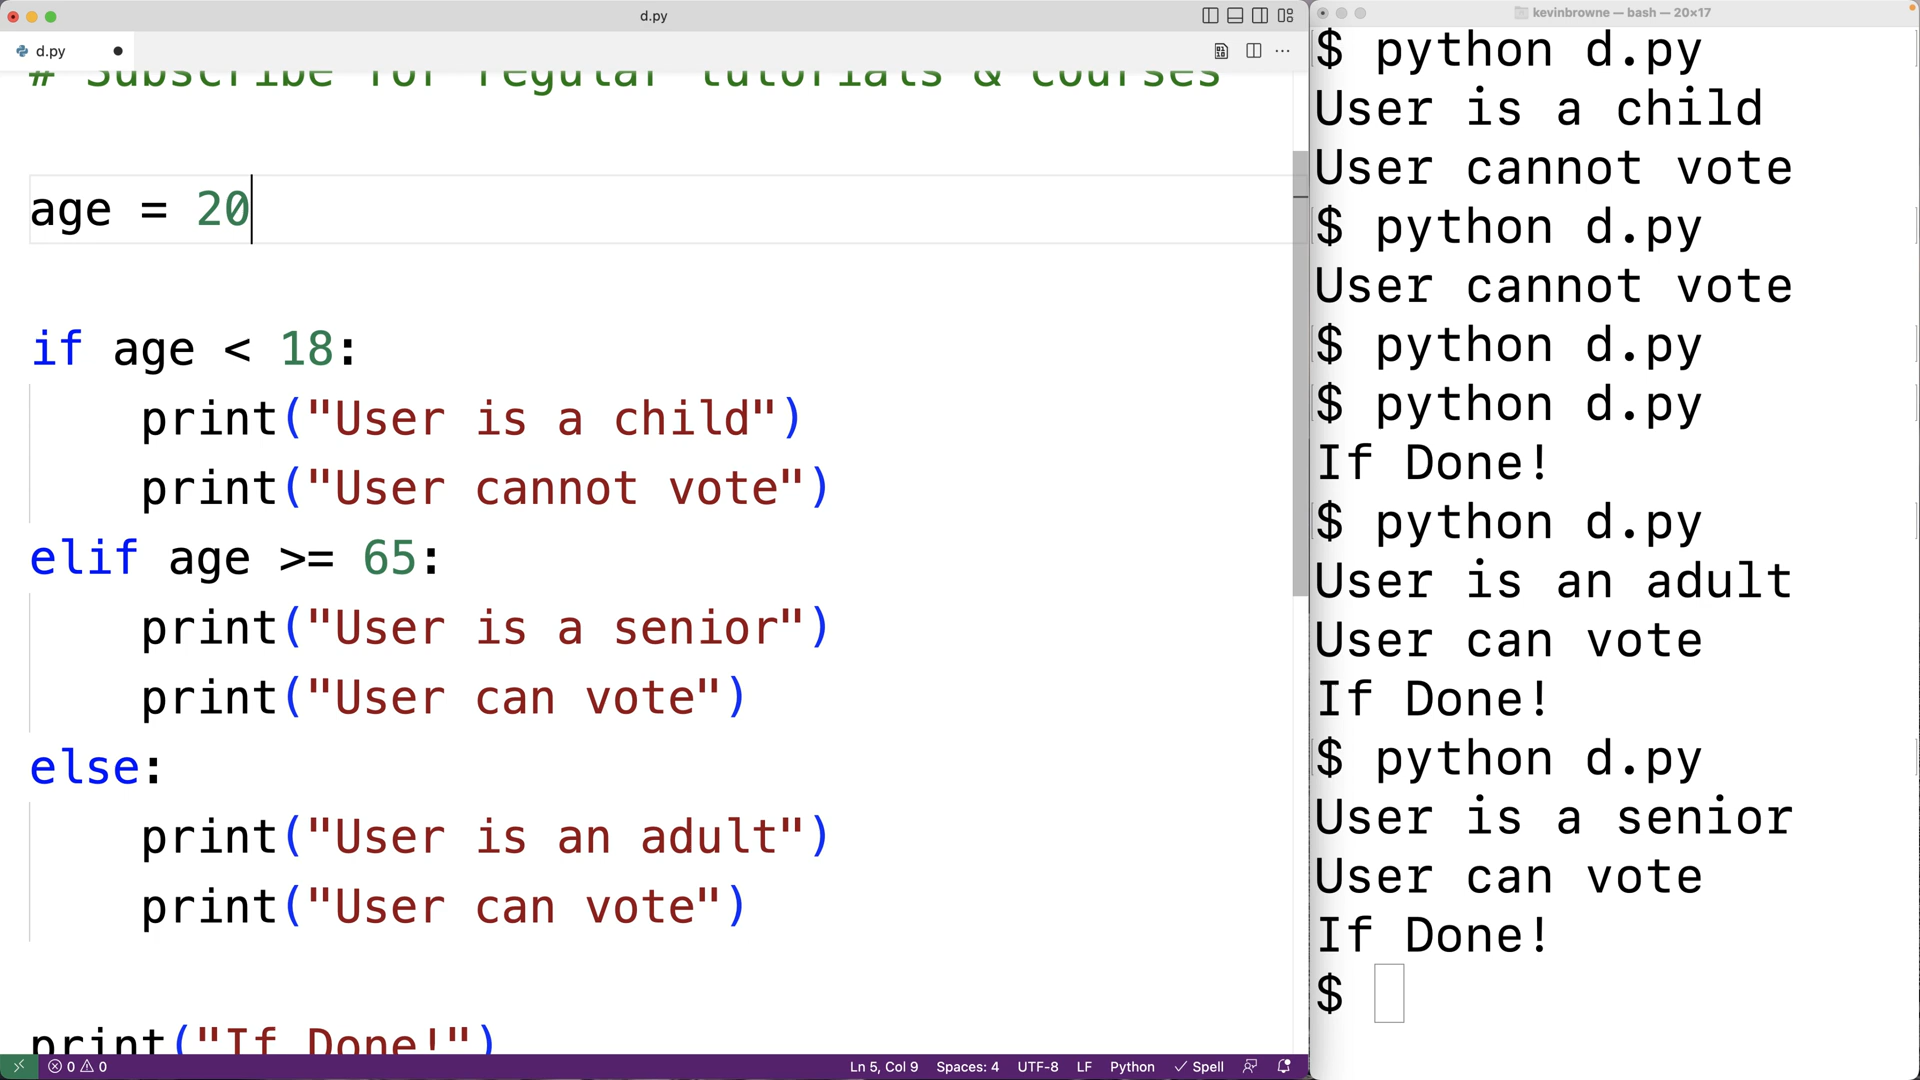 d.py
d.py
# Subscribe for regular tutorials & courses
age = 20
if age < 18:
print("User is a child")
print("User cannot vote")
elif age >= 65:
print("User is a senior")
print("User can vote")
else:
print("User is an adult")
print("User can vote")
print("If Done!")
0 0
Ln 5, Col 9
Spaces: 4
UTF-8
LF
Python
Spell
kevinbrowne — bash — 20×17
$ python d.py
User is a child
User cannot vote
$ python d.py
User cannot vote
$ python d.py
$ python d.py
If Done!
$ python d.py
User is an adult
User can vote
If Done!
$ python d.py
User is a senior
User can vote
If Done!
$